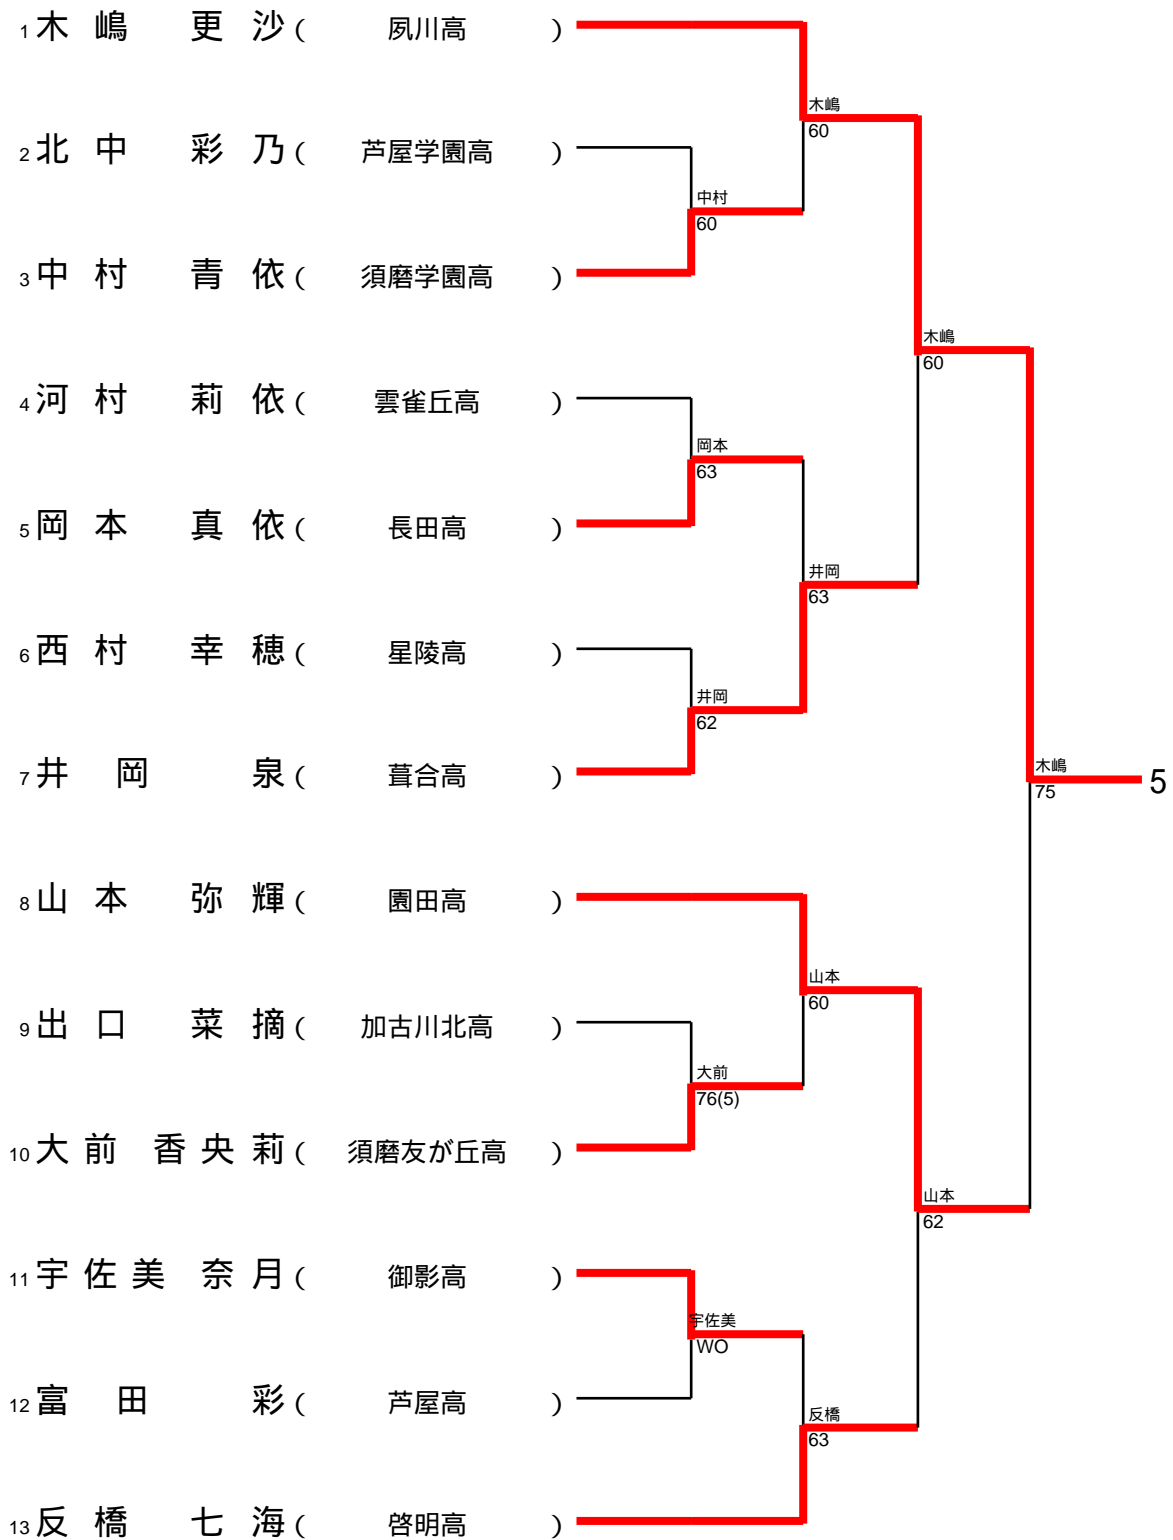 1 木嶋 更沙 ( 夙川高 )
木嶋
60
2 北中 彩乃 ( 芦屋学園高 )
中村
60
3 中村 青依 ( 須磨学園高 )
木嶋
60
4 河村 莉依 ( 雲雀丘高 )
岡本
63
5 岡本 真依 ( 長田高 )
井岡
63
6 西村 幸穂 ( 星陵高 )
井岡
62
7 井岡 泉 ( 葺合高 )
木嶋
75
5
8 山本 弥輝 ( 園田高 )
山本
60
9 出口 菜摘 ( 加古川北高 )
大前
76(5)
10 大前 香央莉 ( 須磨友が丘高 )
山本
62
11 宇佐美 奈月 ( 御影高 )
宇佐美
WO
12 富田 彩 ( 芦屋高 )
反橋
63
13 反橋 七海 ( 啓明高 )